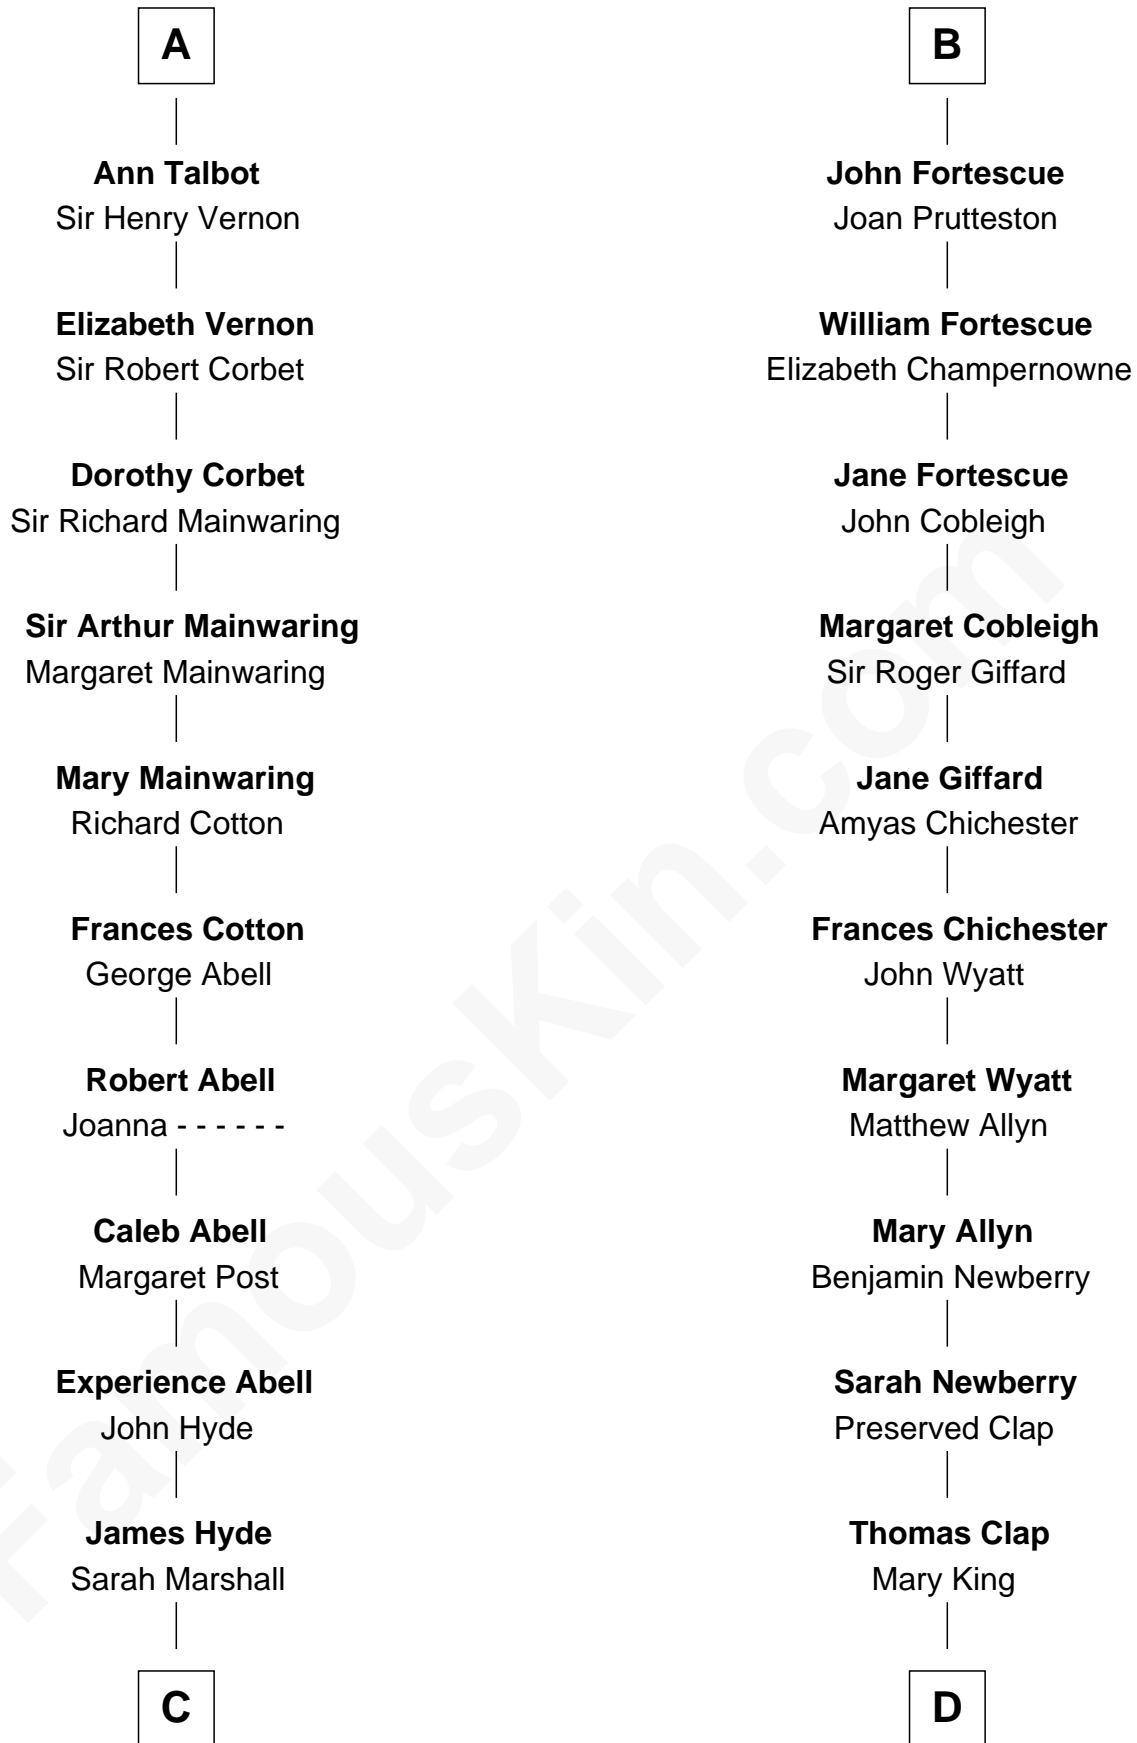 A
Ann Talbot
Sir Henry Vernon
Elizabeth Vernon
Sir Robert Corbet
Dorothy Corbet
Sir Richard Mainwaring
Sir Arthur Mainwaring
Margaret Mainwaring
Mary Mainwaring
Richard Cotton
Frances Cotton
George Abell
Robert Abell
Joanna - - - - - -
Caleb Abell
Margaret Post
Experience Abell
John Hyde
James Hyde
Sarah Marshall
C
B
John Fortescue
Joan Prutteston
William Fortescue
Elizabeth Champernowne
Jane Fortescue
John Cobleigh
Margaret Cobleigh
Sir Roger Giffard
Jane Giffard
Amyas Chichester
Frances Chichester
John Wyatt
Margaret Wyatt
Matthew Allyn
Mary Allyn
Benjamin Newberry
Sarah Newberry
Preserved Clap
Thomas Clap
Mary King
D
FamousKin.com